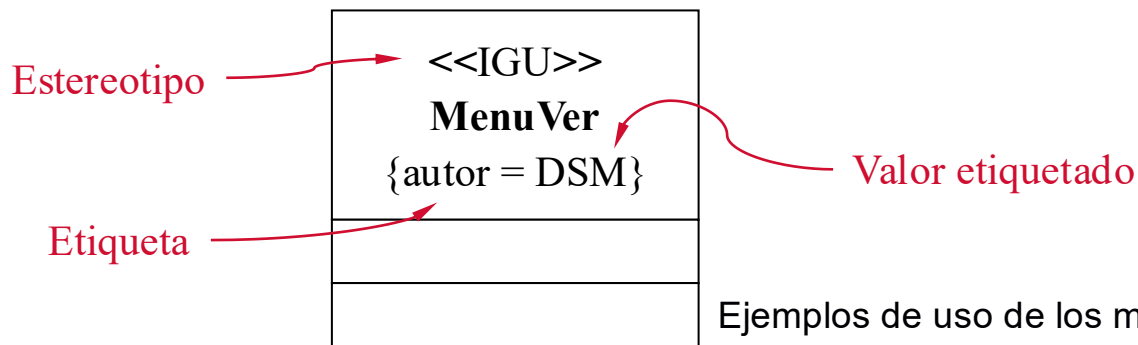 <<IGU>>
Estereotipo
MenuVer
{autor = DSM}
Valor etiquetado
Etiqueta
Ejemplos de uso de los